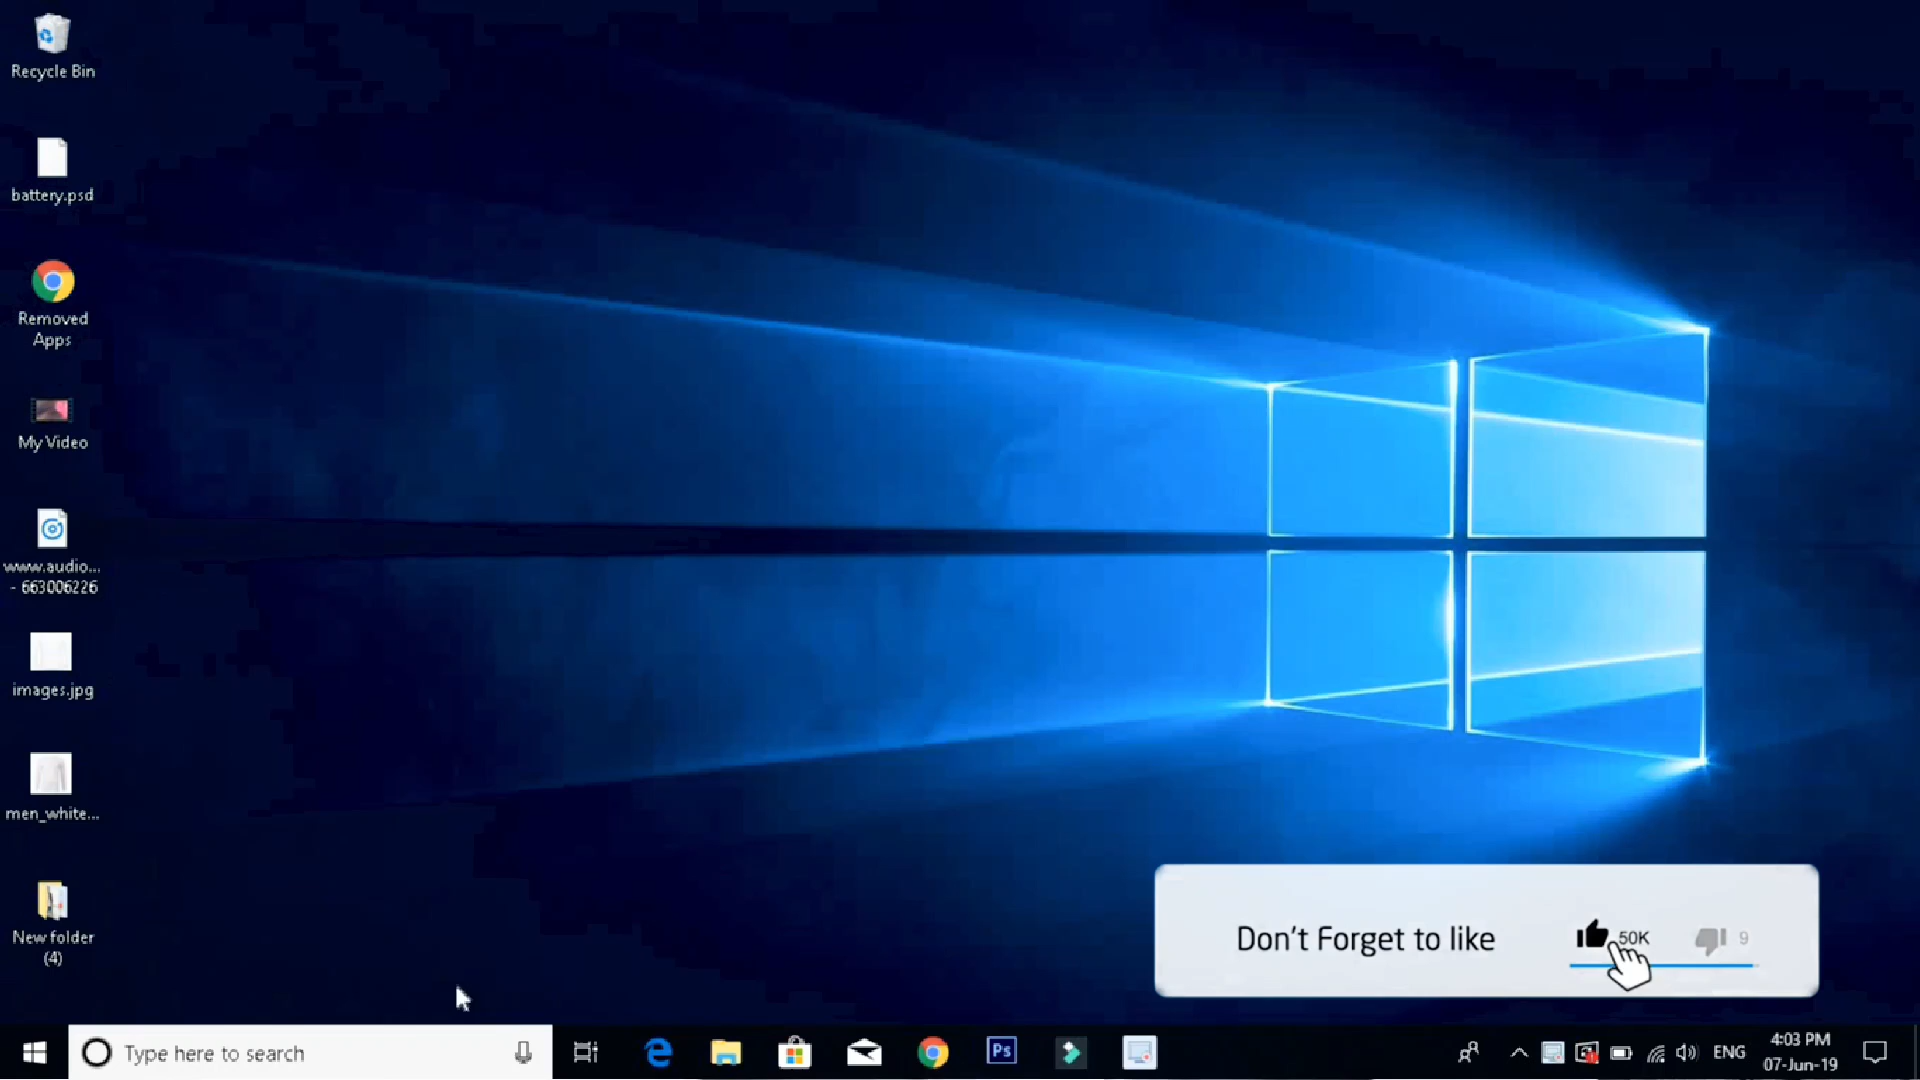 Recycle Bin
battery.psd
Removed
Apps
My Video
www.audio...
- 663006226
images.jpg
men_white...
New folder
(4)
Don't Forget to like
50K
9
Type here to search
Ps
ENG
4:03 PM
07-Jun-19